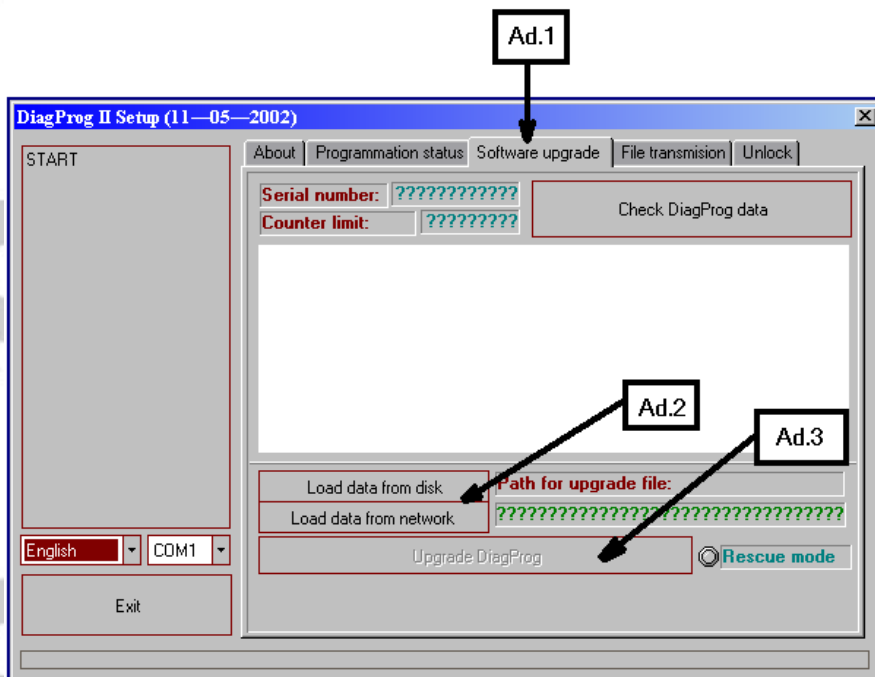 Ad.1
DiagProg II Setup (11—05—2002)
START
About Programmation status Software upgrade File transmision Unlock
Serial number: ????????????
Counter limit: ?????????
Check DiagProg data
Ad.2
Ad.3
Load data from disk
Path for upgrade file:
Load data from network
??????????????????????????????????
English COM1
Upgrade DiagProg
Rescue mode
Exit